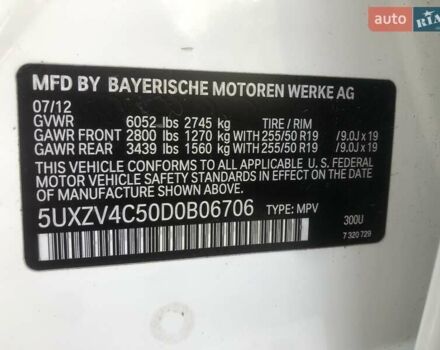 AUTO
RIA
MFD BY BAYERISCHE MOTOREN WERKE AG
07/12
GVWR 6052 lbs 2745 kg TIRE / RIM
GAWR FRONT 2800 lbs 1270 kg WITH 255/50 R19 /9.0J x 19
GAWR REAR 3439 lbs 1560 kg WITH 255/50 R19 /9.0J x 19
THIS VEHICLE CONFORMS TO ALL APPLICABLE U.S. FEDERAL
MOTOR VEHICLE SAFETY STANDARDS IN EFFECT ON THE DATE
OF MANUFACTURE SHOWN ABOVE.
5UXZV4C50D0B06706 TYPE: MPV
300U
7 320 729